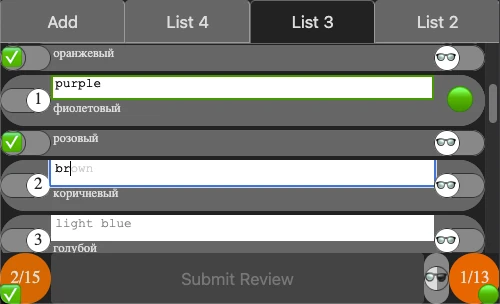 Add List 4 List 3 List 2
оранжевый
purple
1
фиолетовый
розовый
brown
2
коричневый
light blue
3
голубой
2/15 Submit Review 1/13